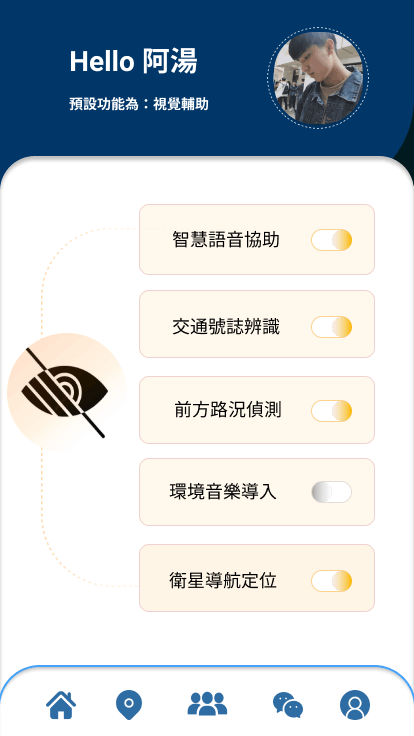 Hello 阿湯
預設功能為：視覺輔助
智慧語音協助
交通號誌辨識
前方路況偵測
環境音樂導入
衛星導航定位